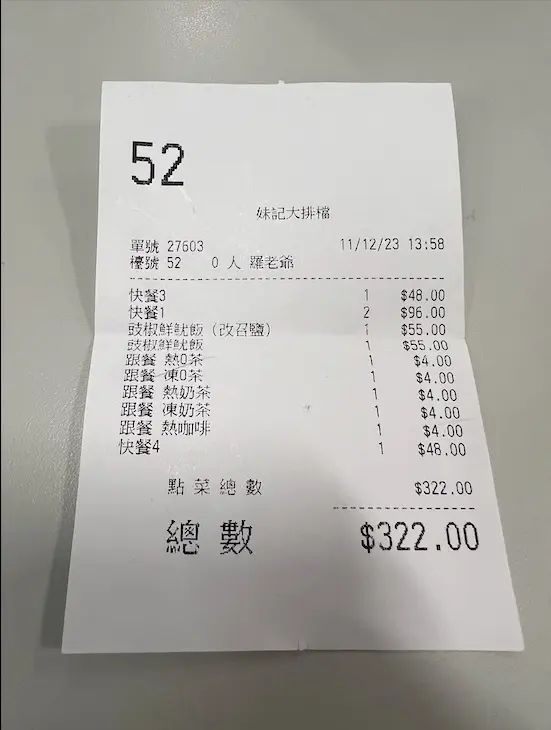 52
妹記大排檔
單號 27603 11/12/23 13:58
檯號 52 0 人 羅老爺
快餐3 1 $48.00
快餐1 2 $96.00
豉椒鮮魷飯（改召鹽） 1 $55.00
豉椒鮮魷飯 1 $55.00
跟餐 熱0茶 1 $4.00
跟餐 凍0茶 1 $4.00
跟餐 熱奶茶 1 $4.00
跟餐 凍奶茶 1 $4.00
跟餐 熱咖啡 1 $4.00
快餐4 1 $48.00
點 菜 總 數 $322.00
總 數 $322.00